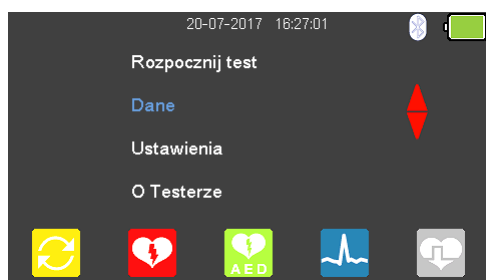 20-07-2017 16:27:01
Rozpocznij test
Dane
Ustawienia
O Testerze
AED